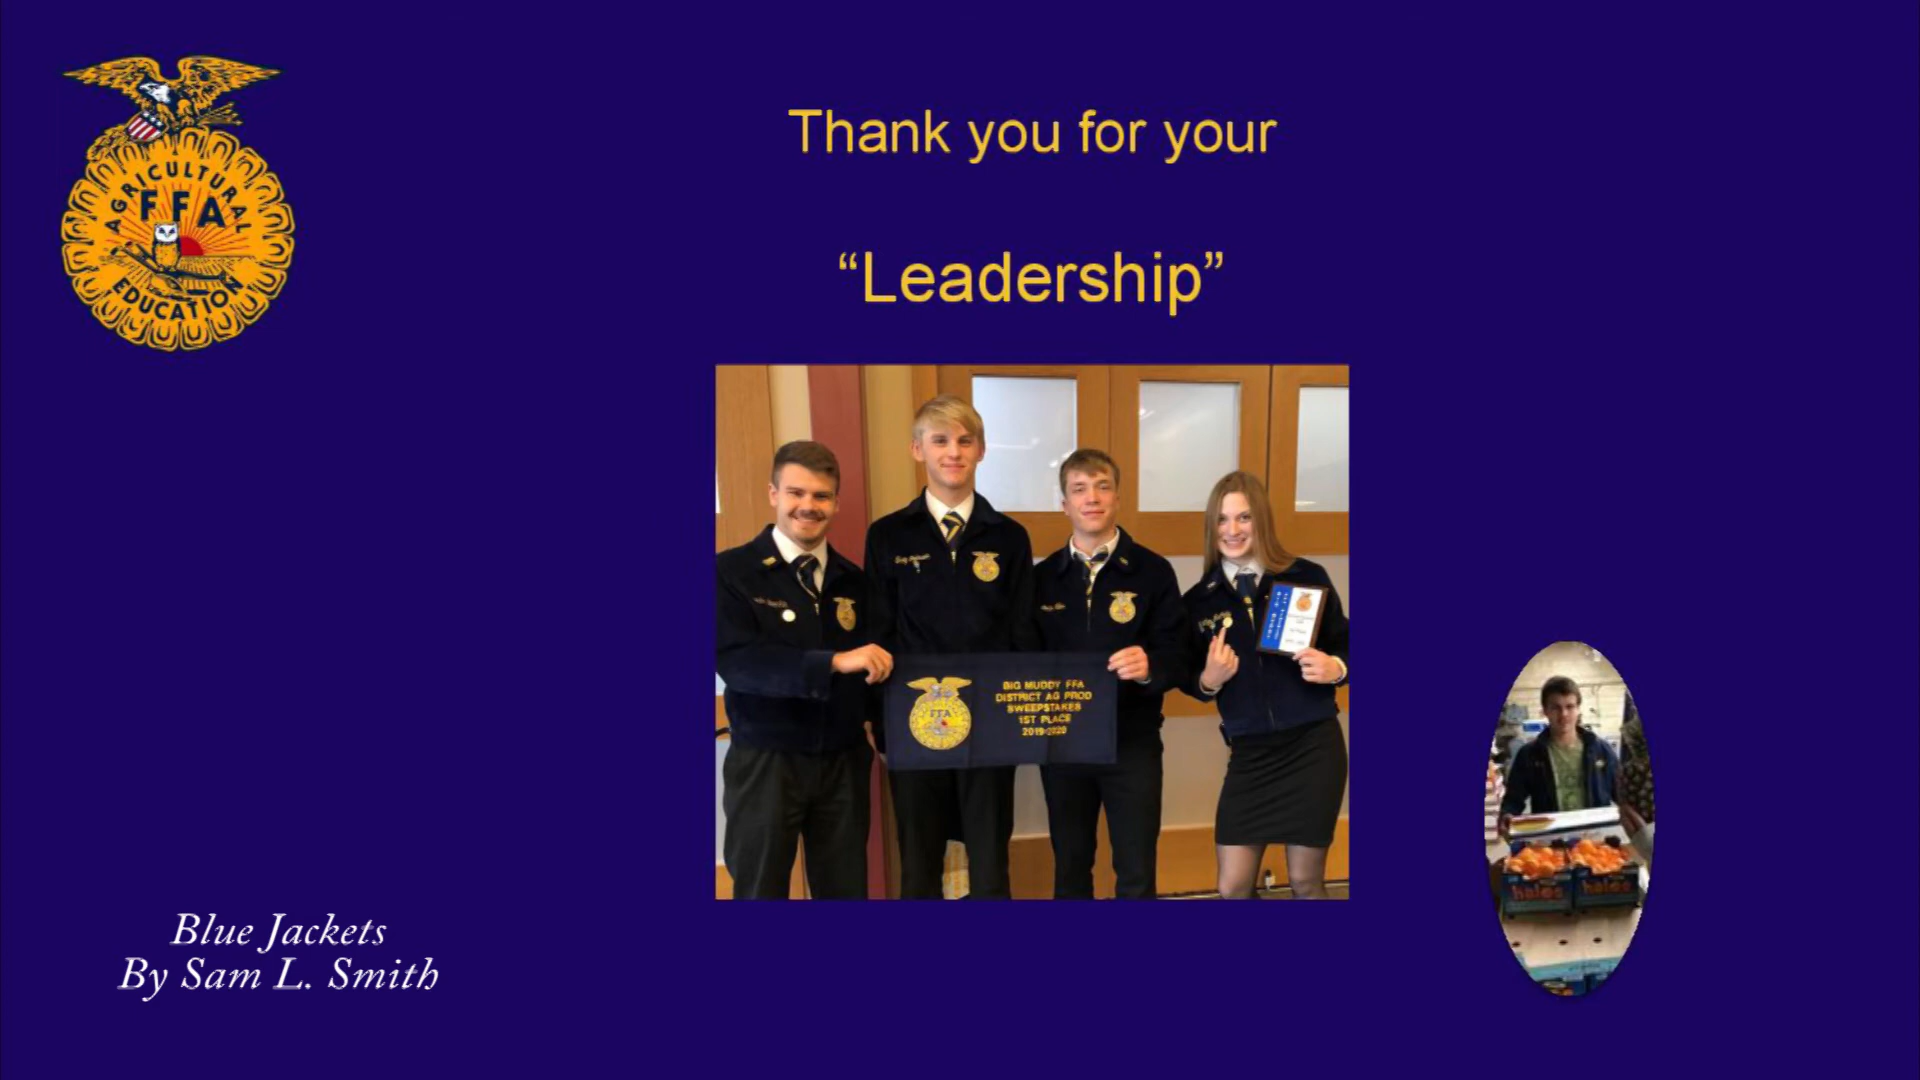 AGRICULTURAL
FFA
EDUCATION
Thank you for your
“Leadership”
FFA
BIG MUDDY FFA
DISTRICT AG PROD
SWEEPSTAKES
1ST PLACE
2019-2020
halos
halos
Blue Jackets
By Sam L. Smith